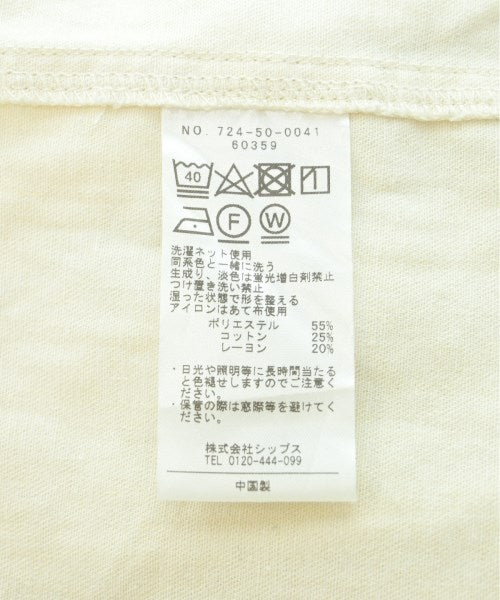 NO. 724-50-0041
60359
40
F W
洗濯ネット使用
同系色と一緒に洗う
生成り、淡色は蛍光増白剤禁止
つけ置き洗い禁止
湿った状態で形を整える
アイロンはあて布使用
ポリエステル 55%
コットン 25%
レーヨン 20%
・日光や照明等に長時間当たる
と色褪せしますのでご注意く
ださい。
・保管の際は窓際等を避けてく
ださい。
株式会社シップス
TEL 0120-444-099
中国製